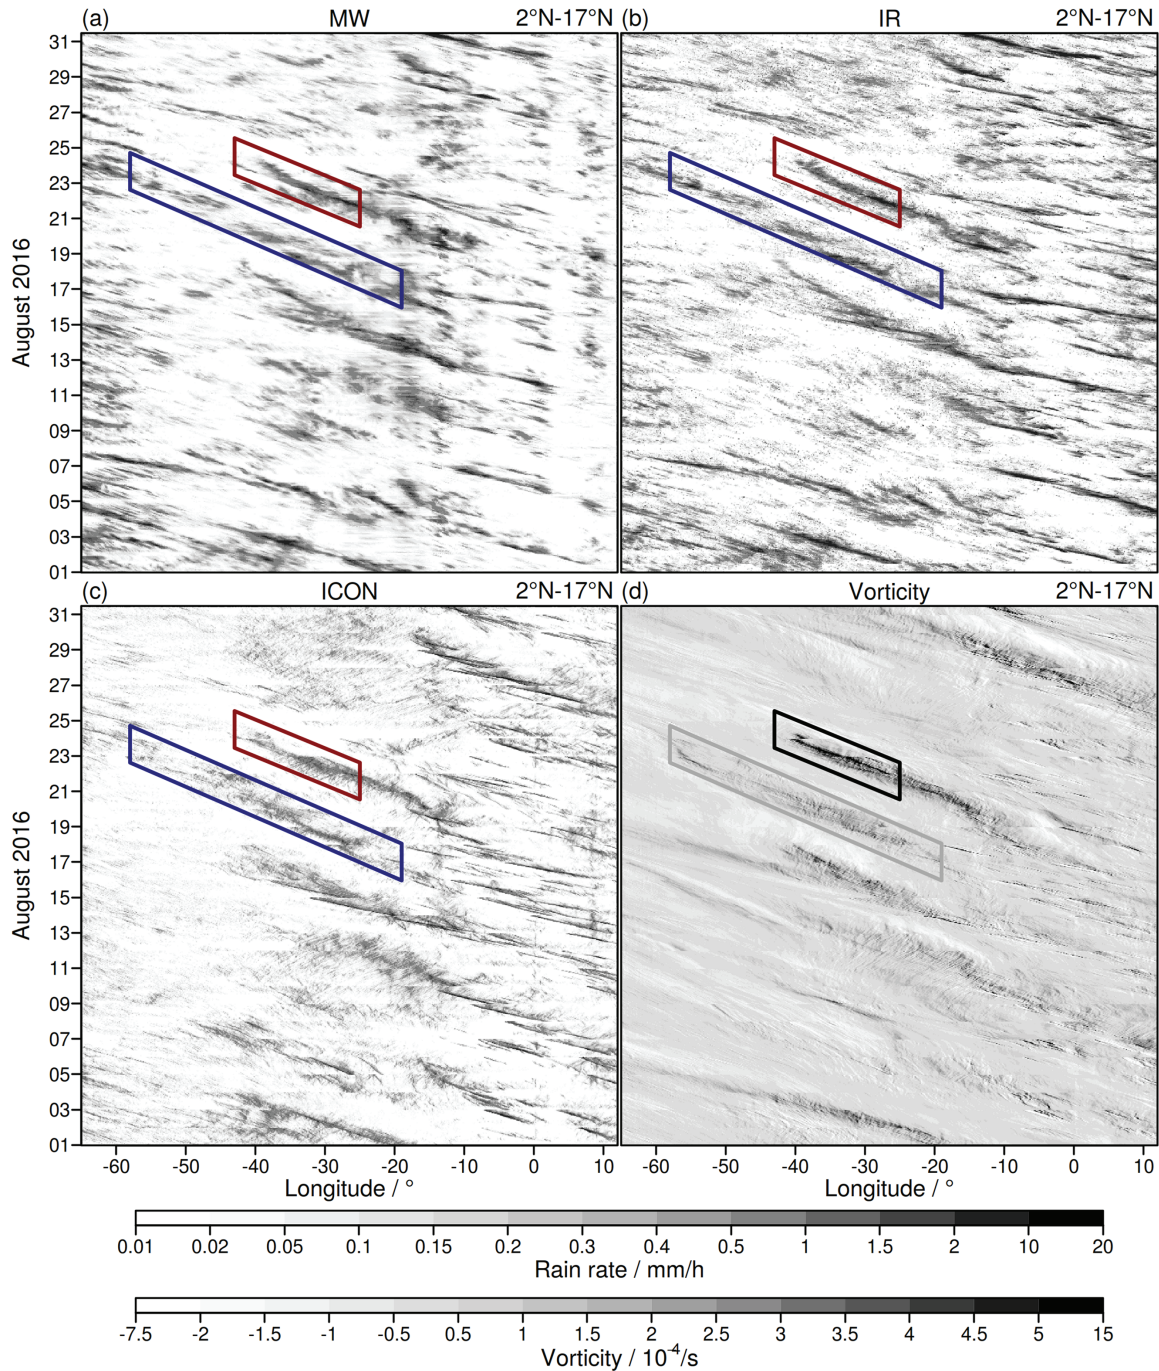 (a) MW 2°N-17°N
(b) IR 2°N-17°N
31
29
27
25
23
21
19
17
15
13
11
09
07
05
03
01
August 2016
(c) ICON 2°N-17°N
(d) Vorticity 2°N-17°N
31
29
27
25
23
21
19
17
15
13
11
09
07
05
03
01
August 2016
-60 -50 -40 -30 -20 -10 0 10
-60 -50 -40 -30 -20 -10 0 10
Longitude / °
Longitude / °
0.01 0.02 0.05 0.1 0.15 0.2 0.3 0.4 0.5 1 1.5 2 10 20
Rain rate / mm/h
-7.5 -2 -1.5 -1 -0.5 0.5 1 1.5 2 2.5 3 3.5 4 4.5 5 15
Vorticity / 10⁻⁴/s